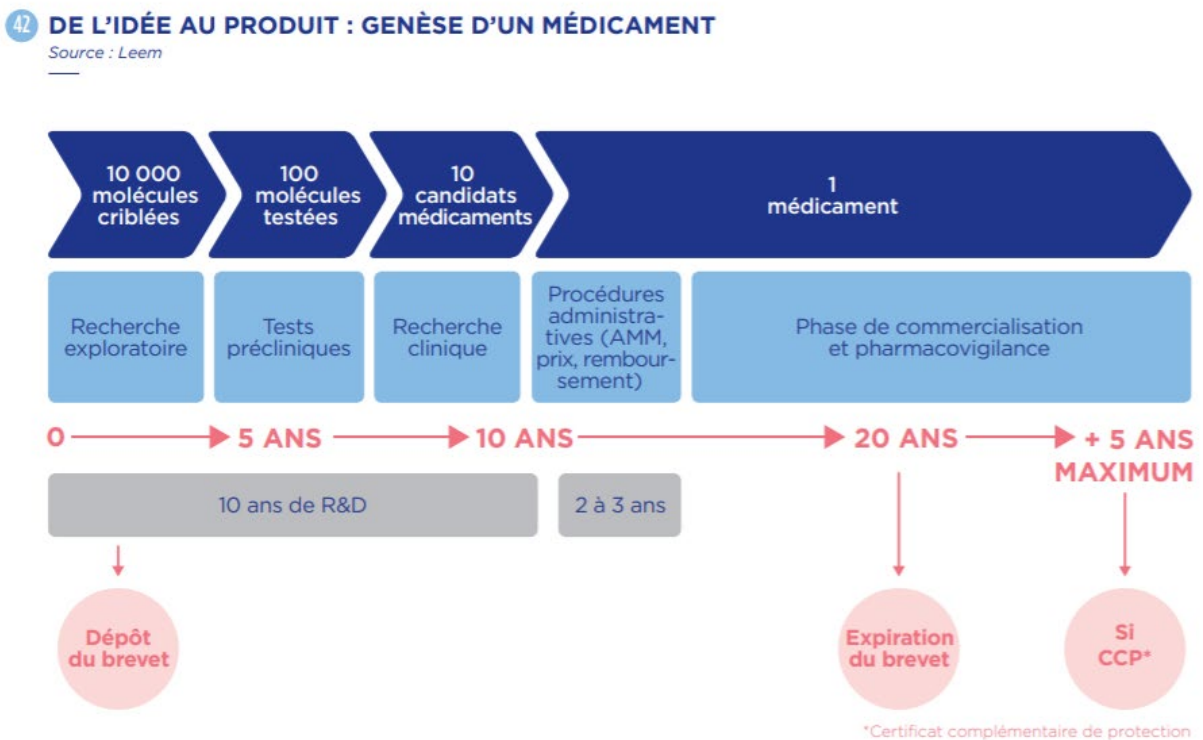 42 DE L'IDÉE AU PRODUIT : GENÈSE D'UN MÉDICAMENT
Source : Leem
10 000
molécules
criblées
100
molécules
testées
10
candidats
médicaments
1
médicament
Recherche
exploratoire
Tests
précliniques
Recherche
clinique
Procédures
administra-
tives (AMM,
prix, rembour-
sement)
Phase de commercialisation
et pharmacovigilance
0
5 ANS
10 ANS
20 ANS
+ 5 ANS
MAXIMUM
10 ans de R&D
2 à 3 ans
Dépôt
du brevet
Expiration
du brevet
Si
CCP*
*Certificat complémentaire de protection